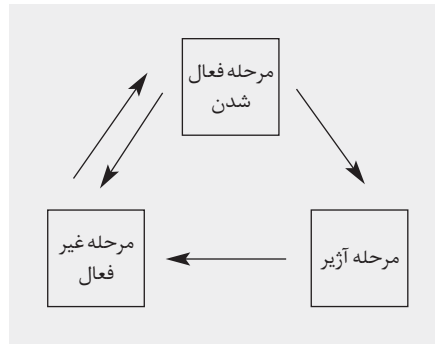 مرحله فعال
شدن
مرحله آژیر
مرحله غیر
فعال